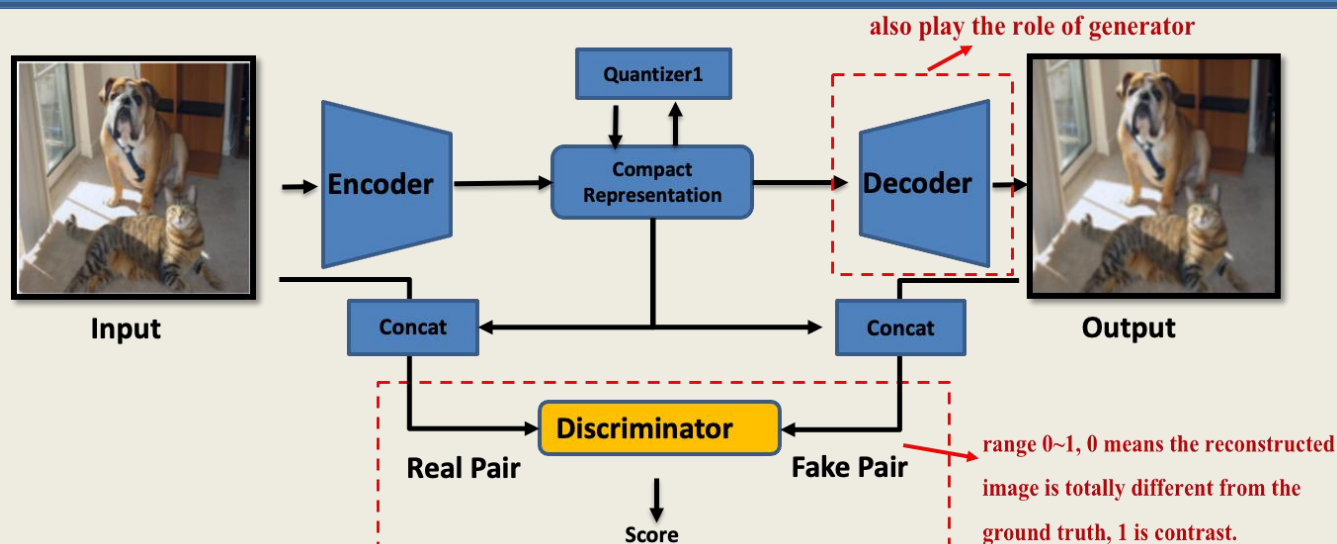 also play the role of generator
Quantizer1
Encoder
Compact
Representation
Decoder
Input
Concat
Concat
Output
Discriminator
Real Pair
Fake Pair
range 0~1, 0 means the reconstructed
image is totally different from the
ground truth, 1 is contrast.
Score